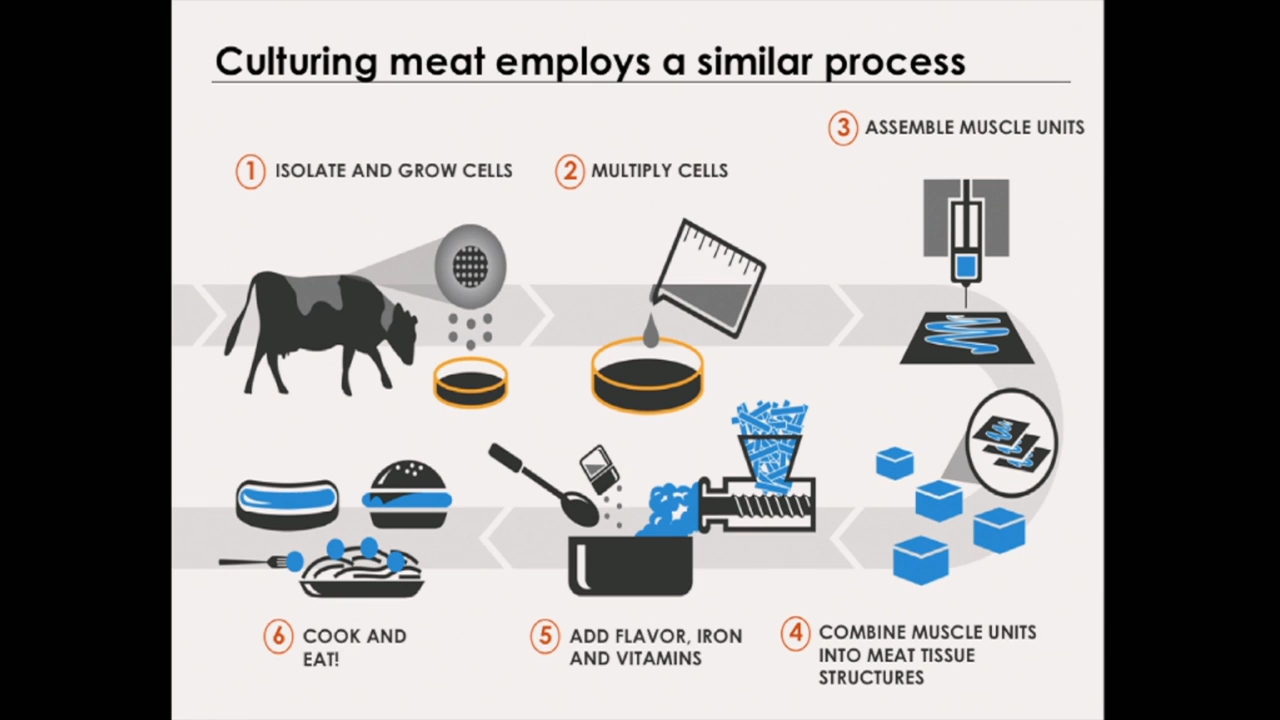 Culturing meat employs a similar process
1 ISOLATE AND GROW CELLS
2 MULTIPLY CELLS
3 ASSEMBLE MUSCLE UNITS
4 COMBINE MUSCLE UNITS
INTO MEAT TISSUE
STRUCTURES
5 ADD FLAVOR, IRON
AND VITAMINS
6 COOK AND
EAT!